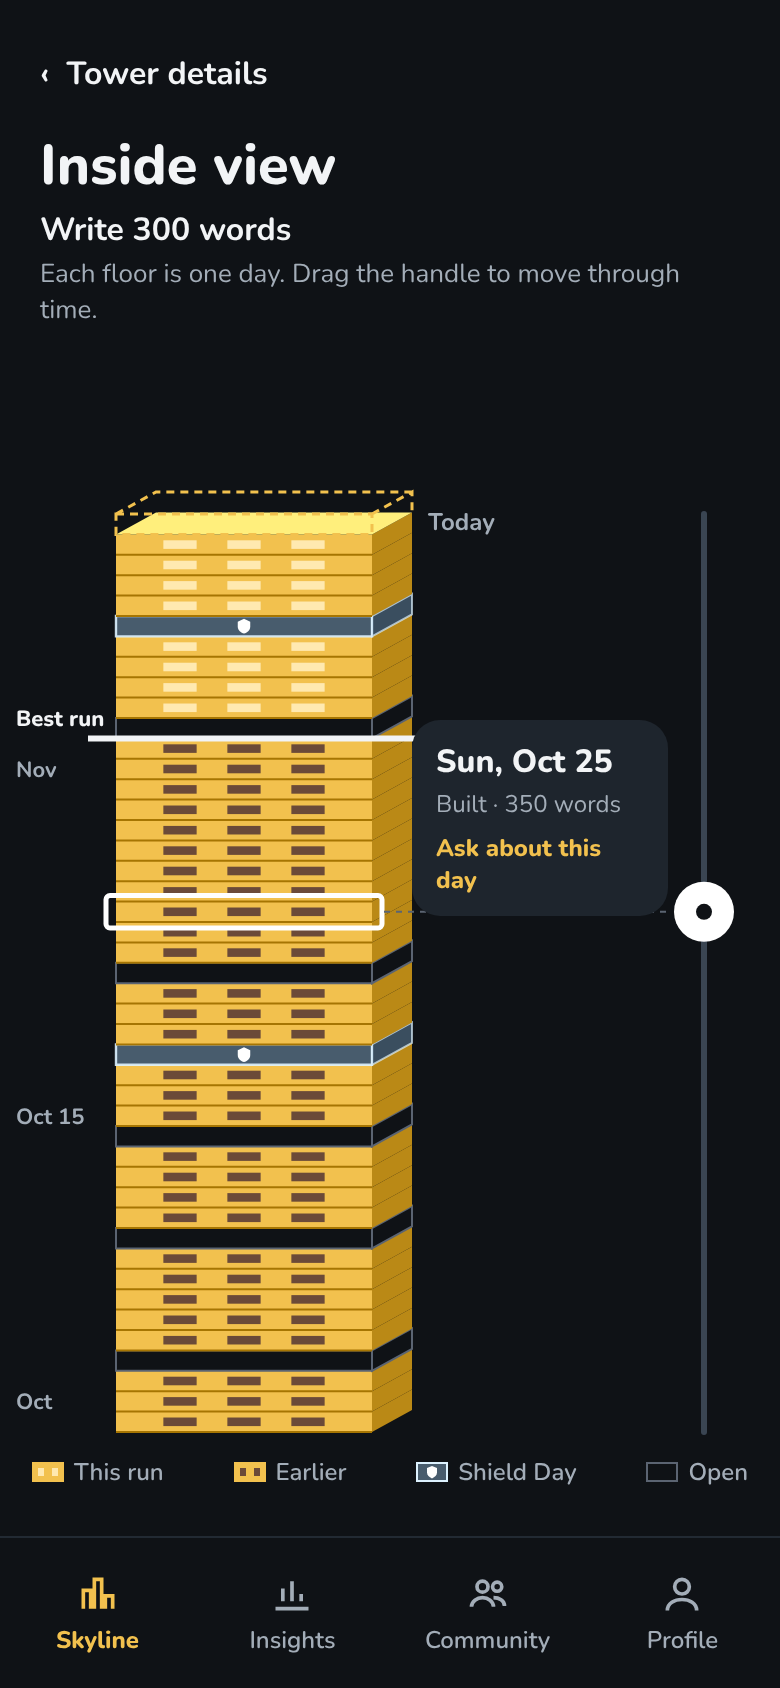 ‹ Tower details
Inside view
Write 300 words
Each floor is one day. Drag the handle to move through
time.
Today
Best run
Nov
Sun, Oct 25
Built · 350 words
Ask about this
day
Oct 15
Oct
This run
Earlier
Shield Day
Open
Skyline
Insights
Community
Profile